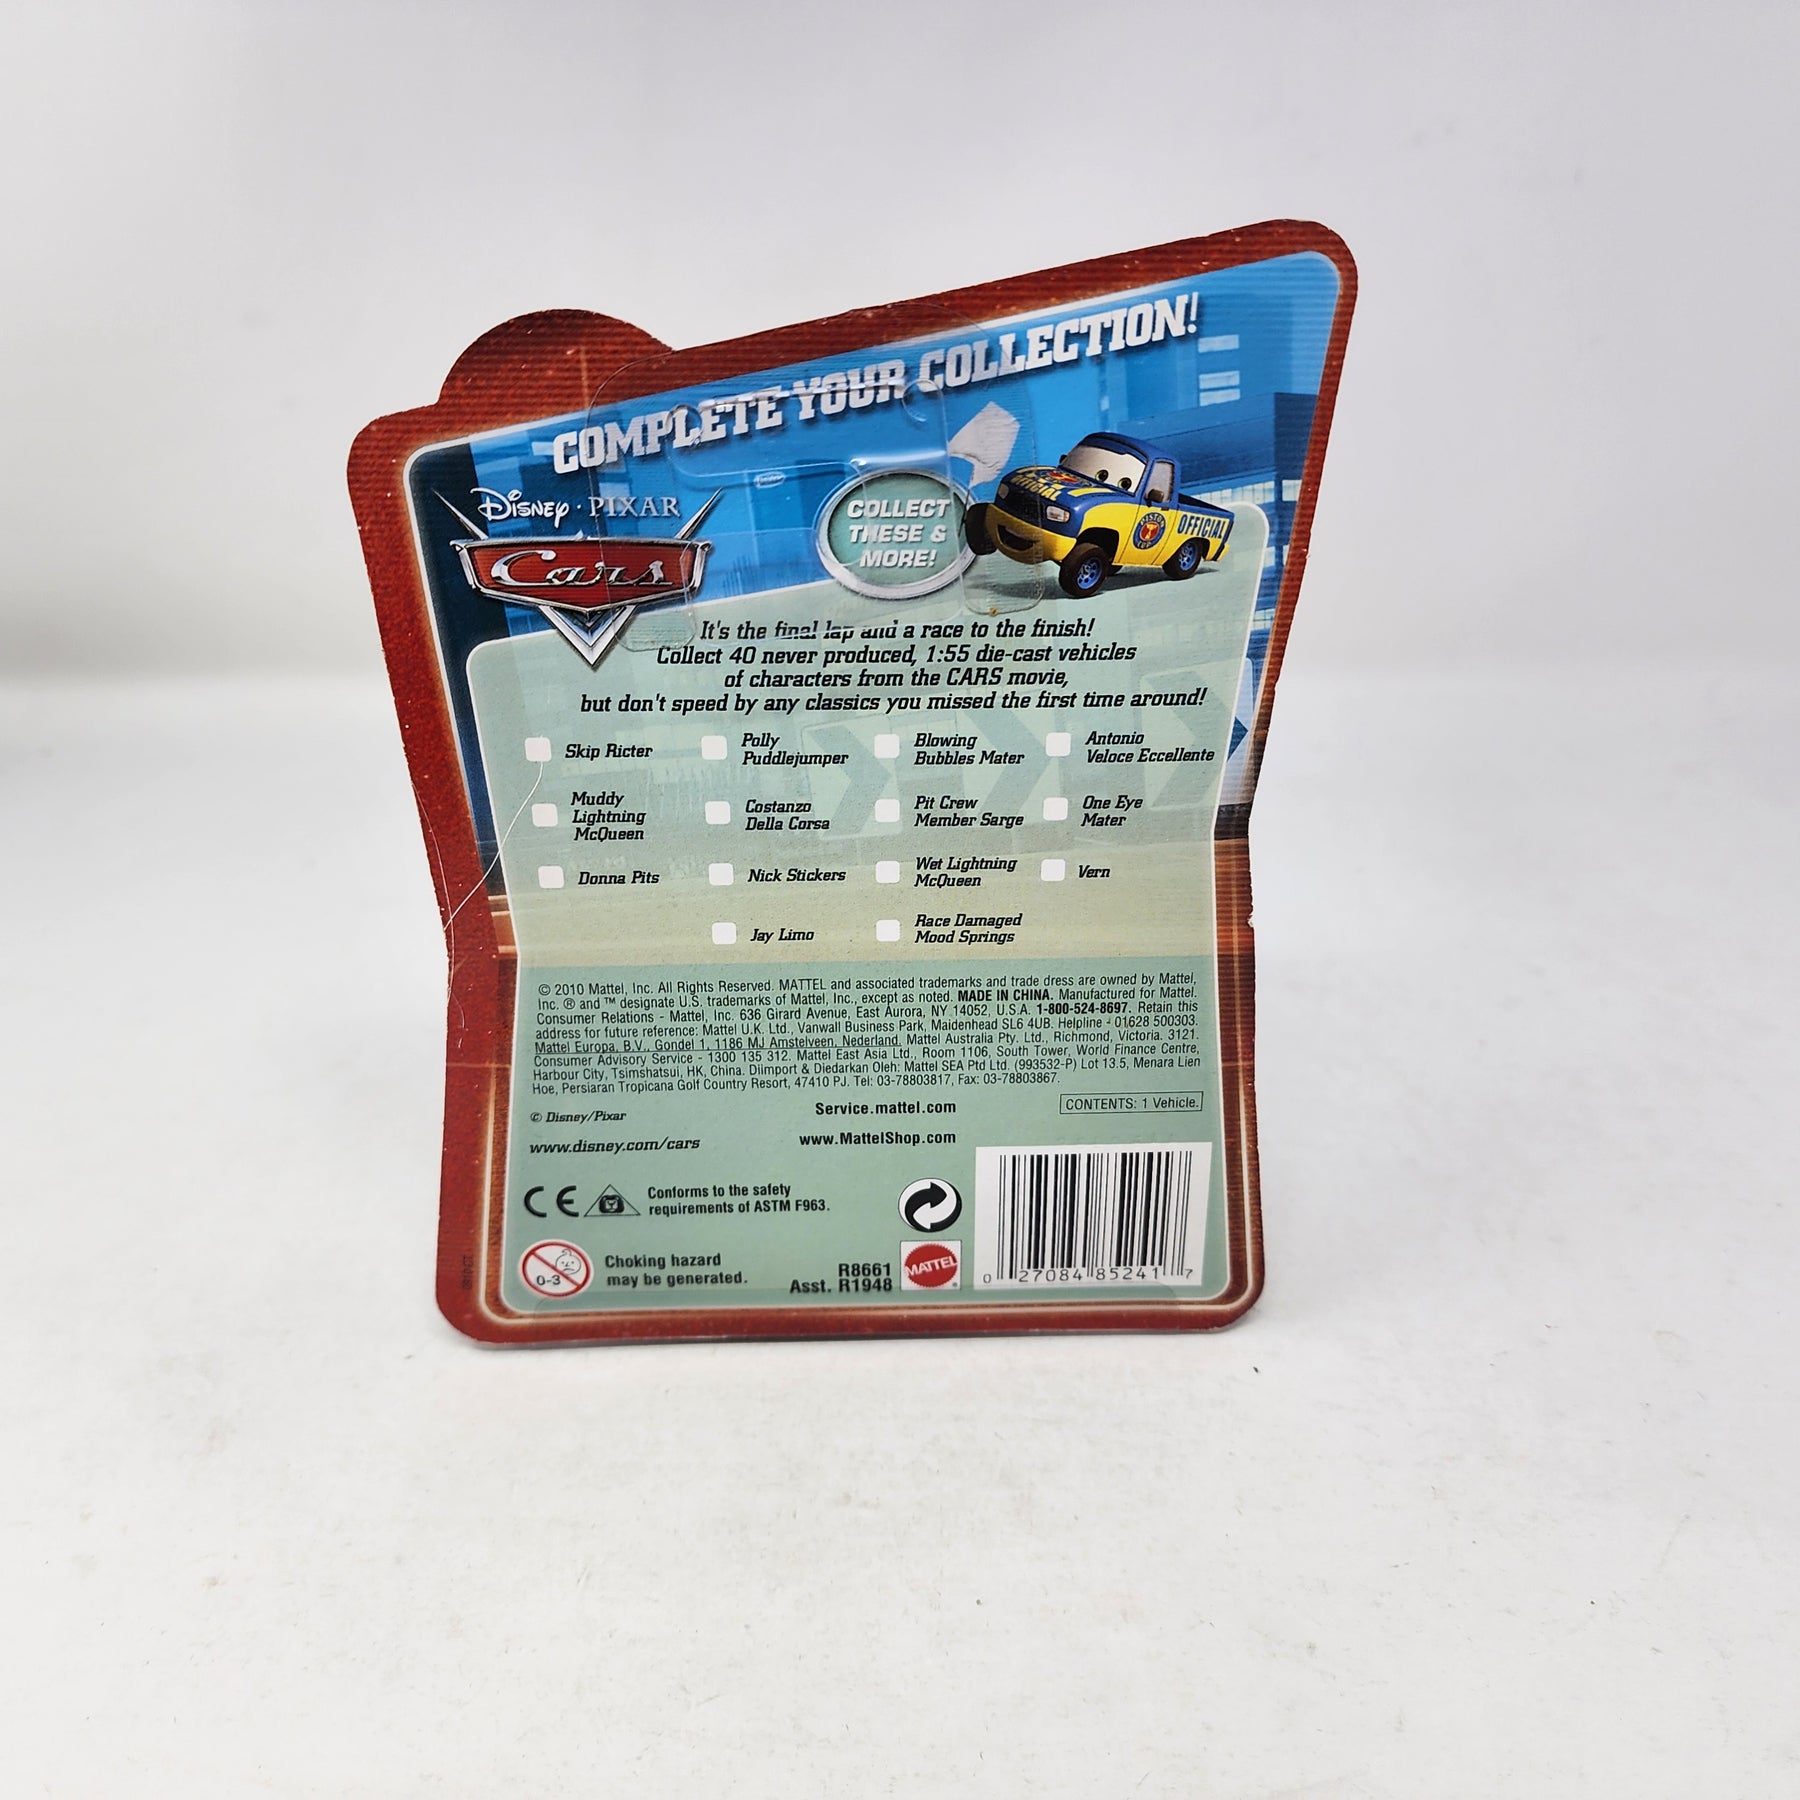 COMPLETE YOUR COLLECTION!
Disney · PIXAR
Cars
COLLECT
THESE &
MORE!
OFFICIAL
OFFICIAL
PISTON
CUP
It's the final lap and a race to the finish!
Collect 40 never produced, 1:55 die-cast vehicles
of characters from the CARS movie,
but don't speed by any classics you missed the first time around!
Skip Ricter
Polly
Puddlejumper
Blowing
Bubbles Mater
Antonio
Veloce Eccellente
Muddy
Lightning
McQueen
Costanzo
Della Corsa
Pit Crew
Member Sarge
One Eye
Mater
Donna Pits
Nick Stickers
Wet Lightning
McQueen
Vern
Jay Limo
Race Damaged
Mood Springs
© 2010 Mattel, Inc. All Rights Reserved. MATTEL and associated trademarks and trade dress are owned by Mattel,
Inc. ® and ™ designate U.S. trademarks of Mattel, Inc., except as noted. MADE IN CHINA. Manufactured for Mattel.
Consumer Relations - Mattel, Inc. 636 Girard Avenue, East Aurora, NY 14052, U.S.A. 1-800-524-8697. Retain this
address for future reference: Mattel U.K. Ltd., Vanwall Business Park, Maidenhead SL6 4UB. Helpline - 01628 500303.
Mattel Europa, B.V., Gondel 1, 1186 MJ Amstelveen, Nederland. Mattel Australia Pty. Ltd., Richmond, Victoria. 3121.
Consumer Advisory Service - 1300 135 312. Mattel East Asia Ltd., Room 1106, South Tower, World Finance Centre,
Harbour City, Tsimshatsui, HK, China. Diimport & Diedarkan Oleh: Mattel SEA Ptd Ltd. (993532-P) Lot 13.5, Menara Lien
Hoe, Persiaran Tropicana Golf Country Resort, 47410 PJ. Tel: 03-78803817, Fax: 03-78803867.
© Disney/Pixar
Service.mattel.com
CONTENTS: 1 Vehicle.
www.disney.com/cars
www.MattelShop.com
CE
Conforms to the safety
requirements of ASTM F963.
0-3
Choking hazard
may be generated.
R8661
Asst. R1948
MATTEL
0 27084 85241 7